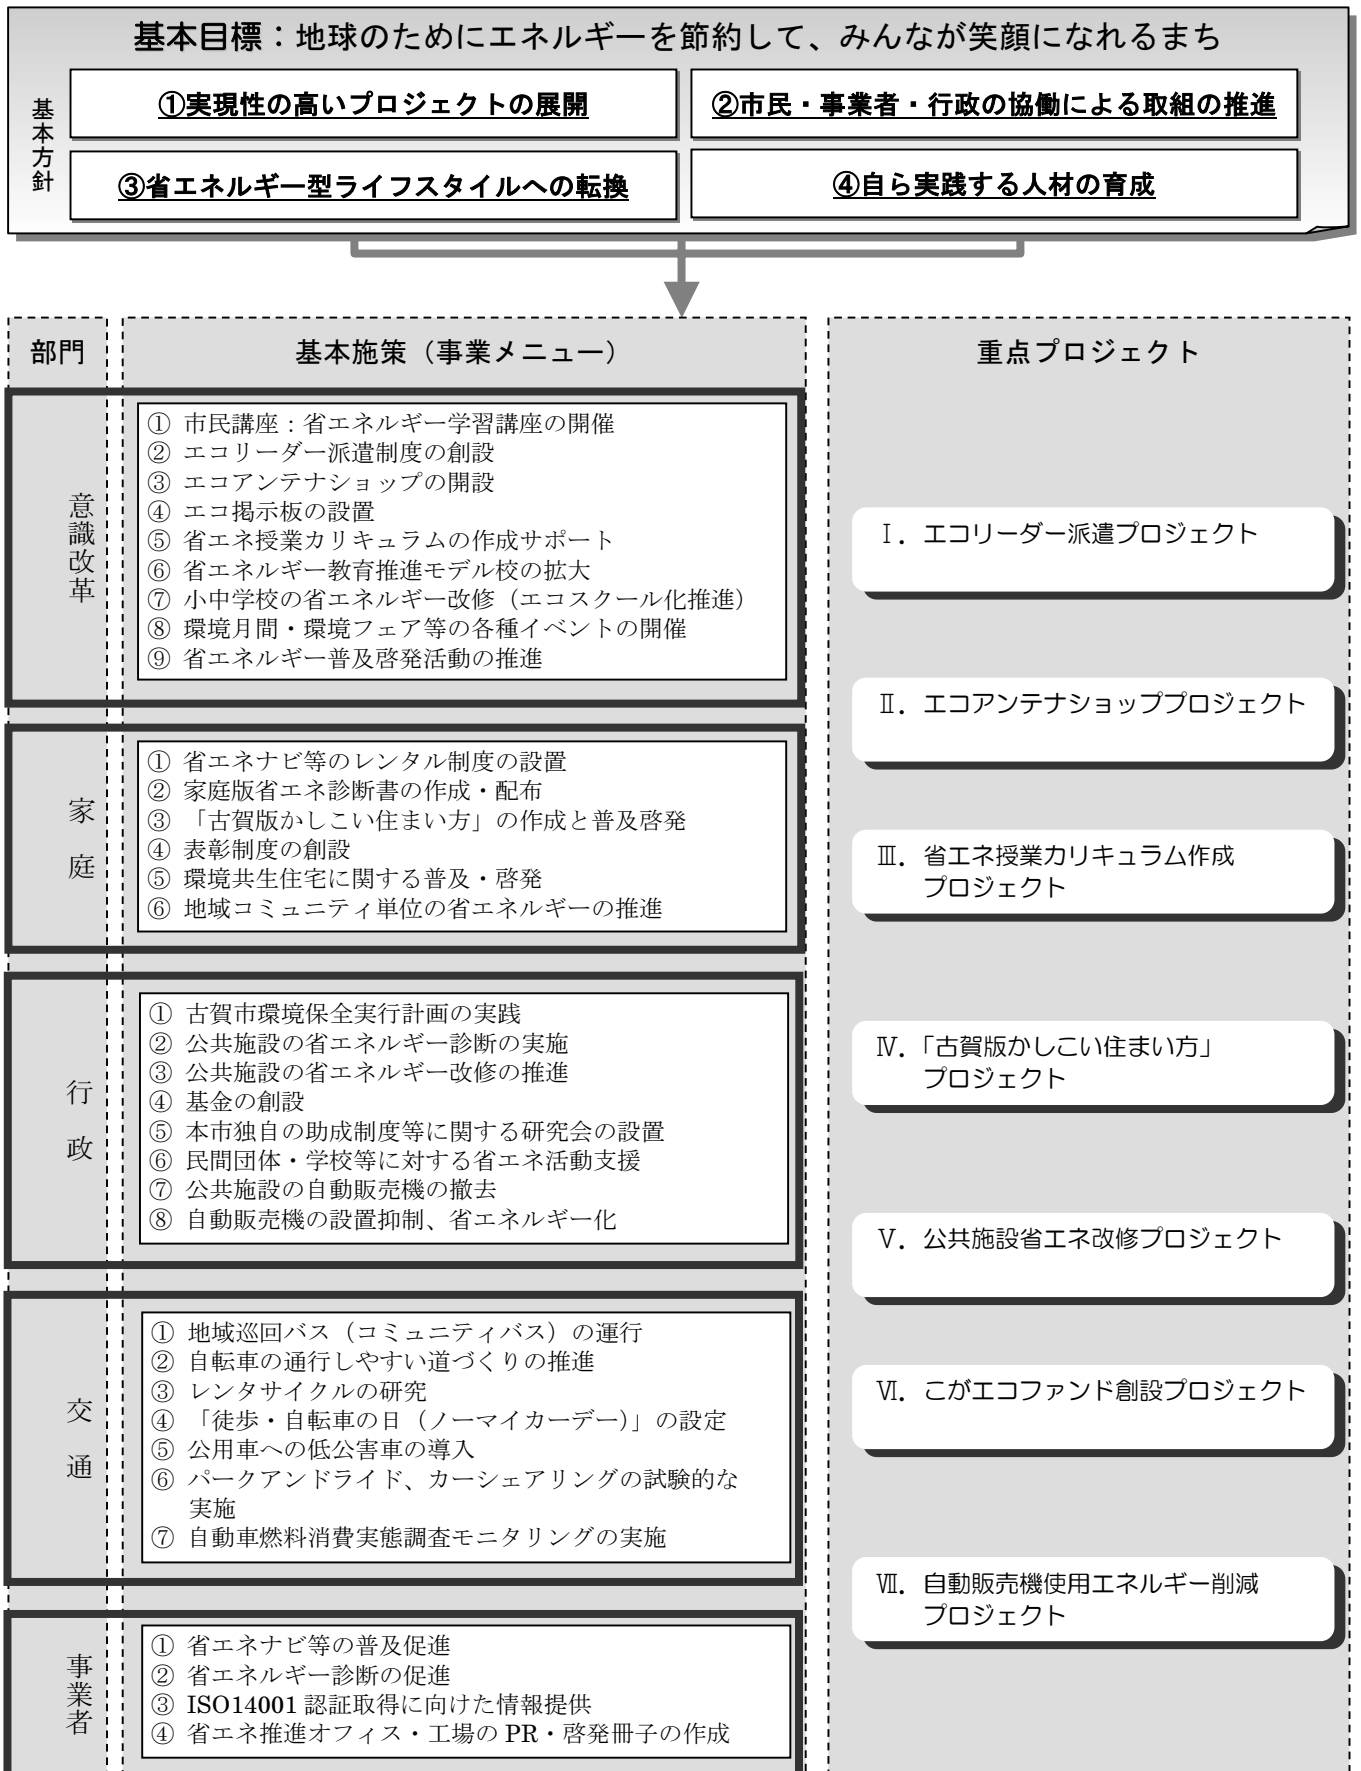 基本目標：地球のためにエネルギーを節約して、みんなが笑顔になれるまち
基本方針
①実現性の高いプロジェクトの展開
②市民・事業者・行政の協働による取組の推進
③省エネルギー型ライフスタイルへの転換
④自ら実践する人材の育成
部門
基本施策（事業メニュー）
重点プロジェクト
意識改革
① 市民講座：省エネルギー学習講座の開催
② エコリーダー派遣制度の創設
③ エコアンテナショップの開設
④ エコ掲示板の設置
⑤ 省エネ授業カリキュラムの作成サポート
⑥ 省エネルギー教育推進モデル校の拡大
⑦ 小中学校の省エネルギー改修（エコスクール化推進）
⑧ 環境月間・環境フェア等の各種イベントの開催
⑨ 省エネルギー普及啓発活動の推進
家庭
① 省エネナビ等のレンタル制度の設置
② 家庭版省エネ診断書の作成・配布
③ 「古賀版かしこい住まい方」の作成と普及啓発
④ 表彰制度の創設
⑤ 環境共生住宅に関する普及・啓発
⑥ 地域コミュニティ単位の省エネルギーの推進
行政
① 古賀市環境保全実行計画の実践
② 公共施設の省エネルギー診断の実施
③ 公共施設の省エネルギー改修の推進
④ 基金の創設
⑤ 本市独自の助成制度等に関する研究会の設置
⑥ 民間団体・学校等に対する省エネ活動支援
⑦ 公共施設の自動販売機の撤去
⑧ 自動販売機の設置抑制、省エネルギー化
交通
① 地域巡回バス（コミュニティバス）の運行
② 自転車の通行しやすい道づくりの推進
③ レンタサイクルの研究
④ 「徒歩・自転車の日（ノーマイカーデー）」の設定
⑤ 公用車への低公害車の導入
⑥ パークアンドライド、カーシェアリングの試験的な
実施
⑦ 自動車燃料消費実態調査モニタリングの実施
事業者
① 省エネナビ等の普及促進
② 省エネルギー診断の促進
③ ISO14001 認証取得に向けた情報提供
④ 省エネ推進オフィス・工場の PR・啓発冊子の作成
Ⅰ．エコリーダー派遣プロジェクト
Ⅱ．エコアンテナショッププロジェクト
Ⅲ．省エネ授業カリキュラム作成
プロジェクト
Ⅳ．「古賀版かしこい住まい方」
プロジェクト
Ⅴ．公共施設省エネ改修プロジェクト
Ⅵ．こがエコファンド創設プロジェクト
Ⅶ．自動販売機使用エネルギー削減
プロジェクト